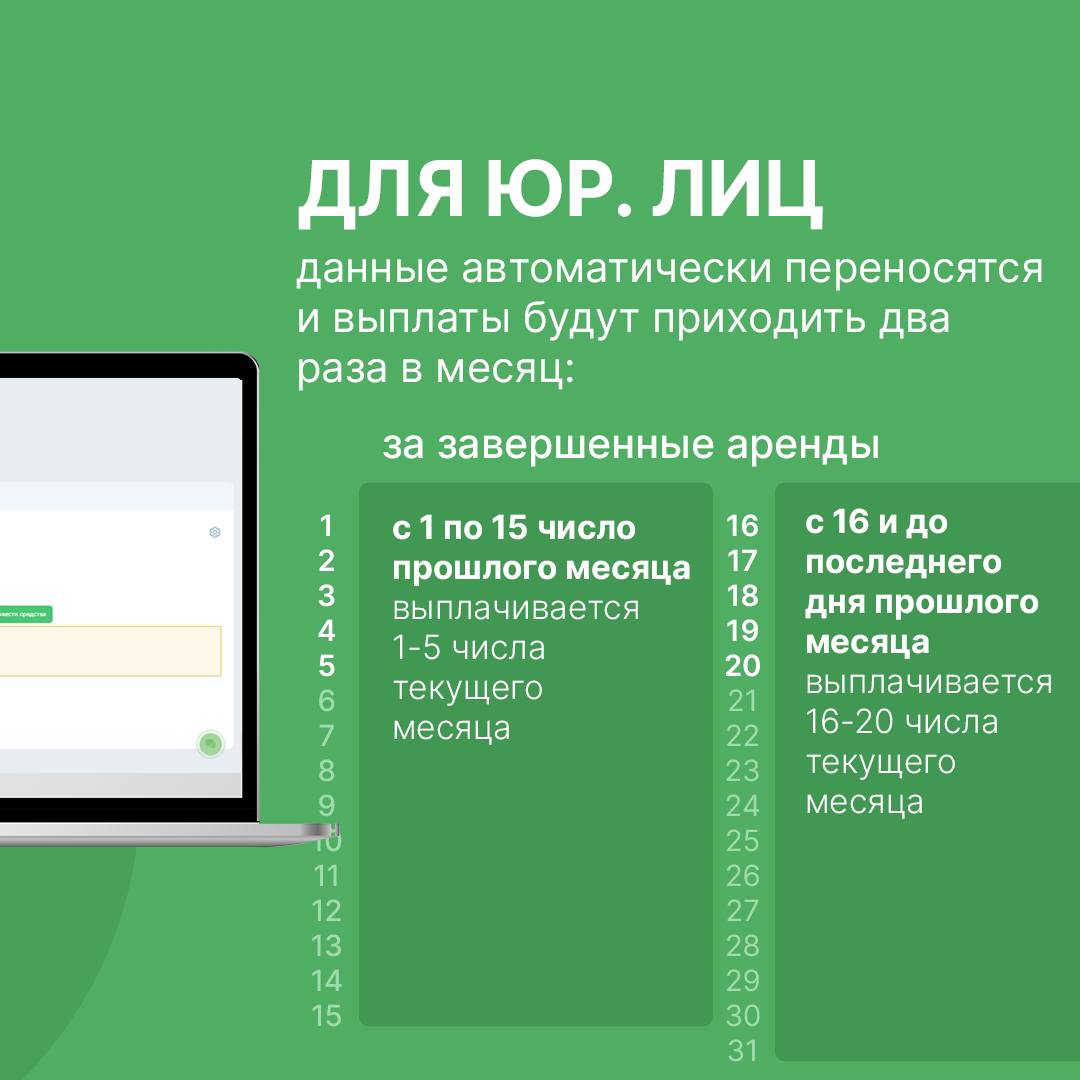 ДЛЯ ЮР. ЛИЦ
данные автоматически переносятся
и выплаты будут приходить два
раза в месяц:
за завершенные аренды
1
2
3
4
5
6
7
8
9
10
11
12
13
14
15
с 1 по 15 число
прошлого месяца
выплачивается
1-5 числа
текущего
месяца
16
17
18
19
20
21
22
23
24
25
26
27
28
29
30
31
с 16 и до
последнего
дня прошлого
месяца
выплачивается
16-20 числа
текущего
месяца
средства